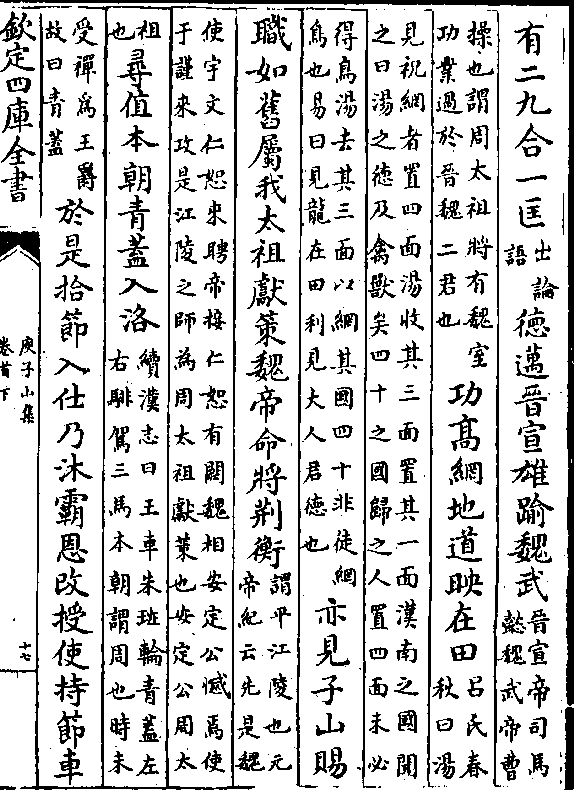 有二九合一匡
出論
語
德邁晉宣雄踰魏武
晉宣帝司馬
懿魏武帝曹
操也謂周太祖將有魏室
功業過於晉魏二君也
功髙網地道映在田
吕氏春
秋曰湯
見祝網者置四面湯收其三面置其一面漢南之國聞
之曰湯之德及禽獸矣四十之國歸之人置四面未必
得鳥湯去其三面以網其國四十非徒網
鳥也易曰見龍在田利見大人君德也
亦見子山賜
職如舊屬我太祖獻策魏帝命將荆衡
謂平江陵也元
帝紀云先是魏
使宇文仁恕來聘帝接仁恕有闕魏相安定公憾焉使
于謹來攻是江陵之師為周太祖獻策也安定公周太
祖
也
尋值本朝青葢入洛
續漢志曰王車朱班輪青葢左
右騑駕三馬本朝謂周也時未
受禪為王爵
故曰青葢
於是拾節入仕乃沐霸恩改授使持節車
欽定四庫全書
庾子山集
卷首下
十七